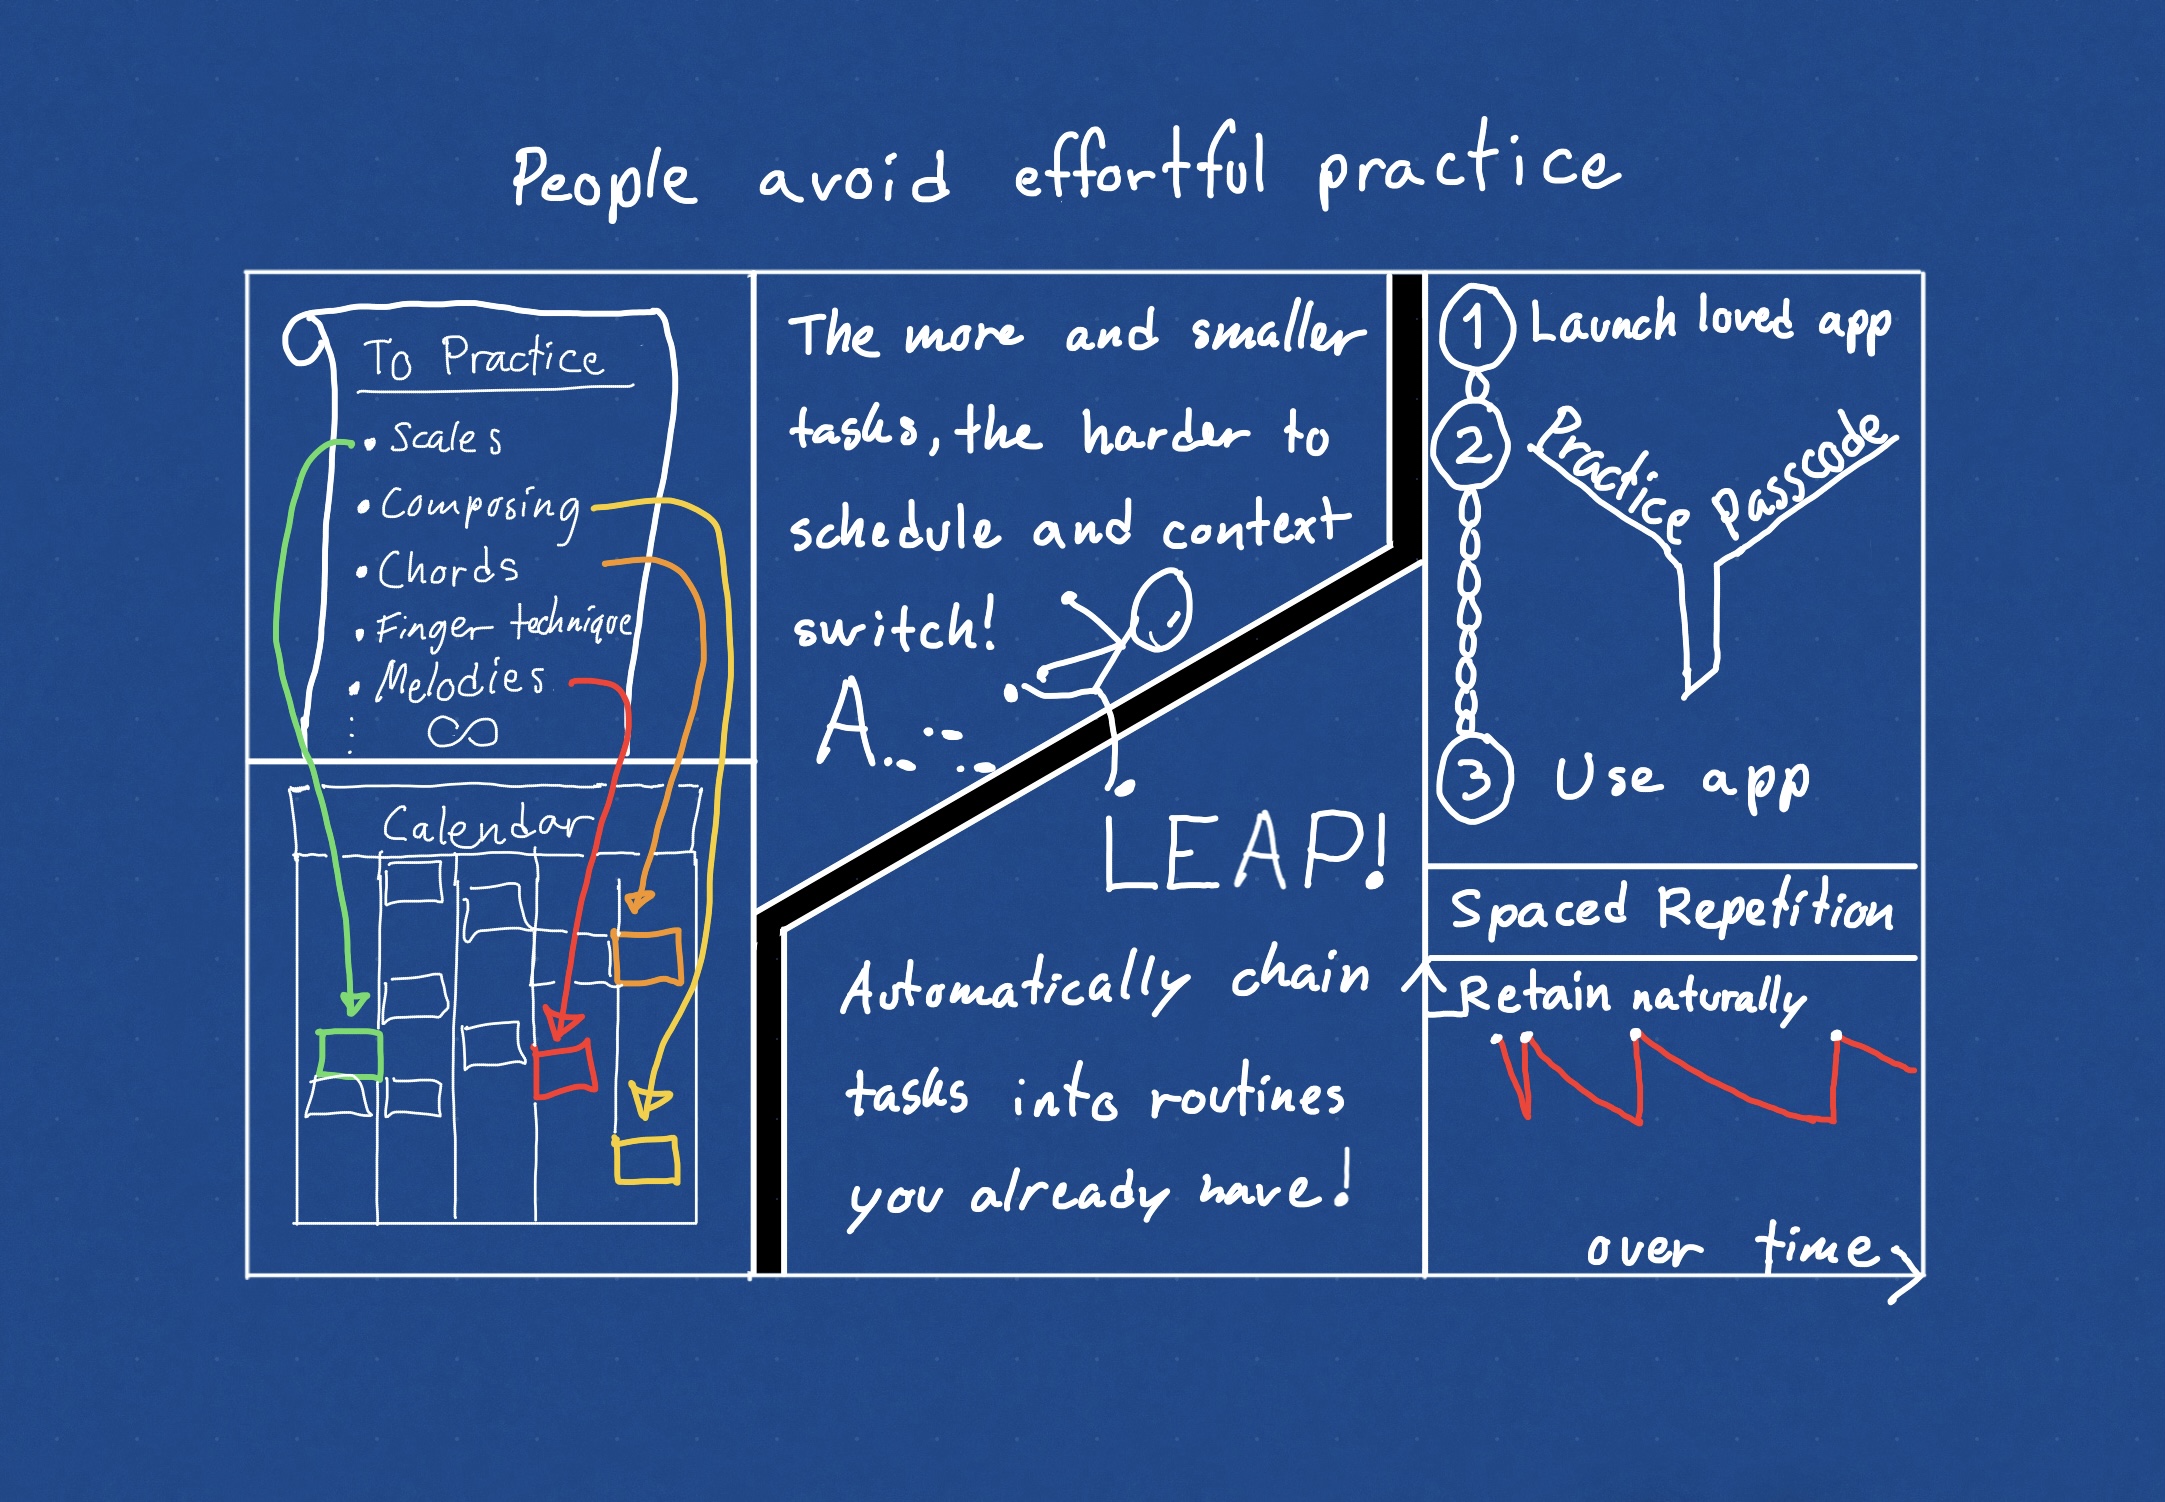 People avoid effortful practice
To Practice
• Scales
• Composing
• Chords
• Finger technique
• Melodies
∞
Calendar
The more and smaller
tasks, the harder to
schedule and context
switch!
A...
LEAP!
Automatically chain
tasks into routines
you already have!
1 Launch loved app
2 Practice Passcode
3 Use app
Spaced Repetition
Retain naturally
over time